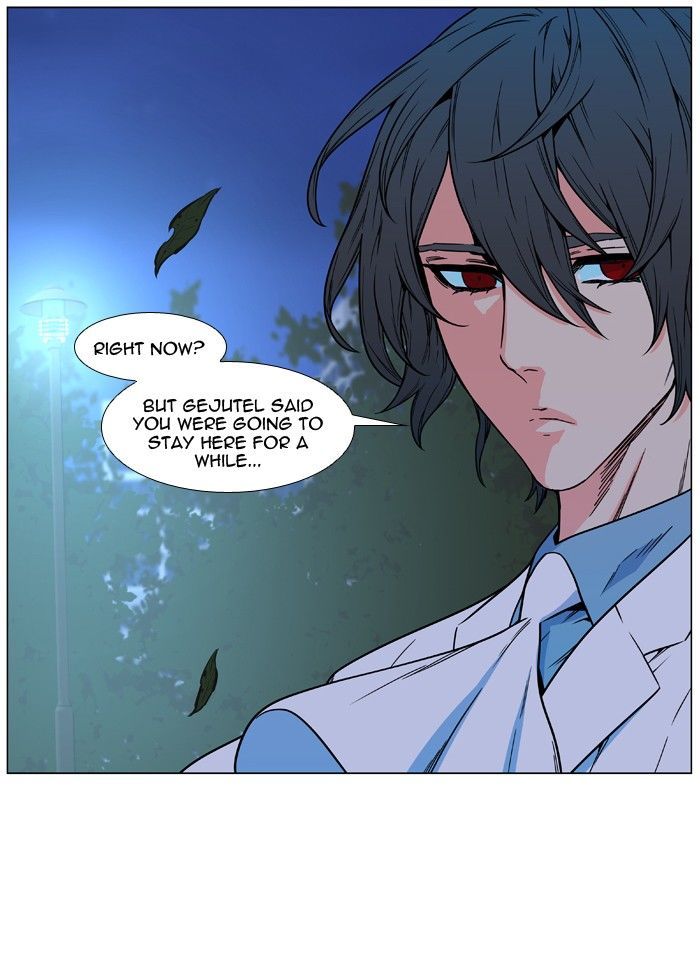 RIGHT NOW?
BUT GEJUTEL SAID
YOU WERE GOING TO
STAY HERE FOR A
WHILE...